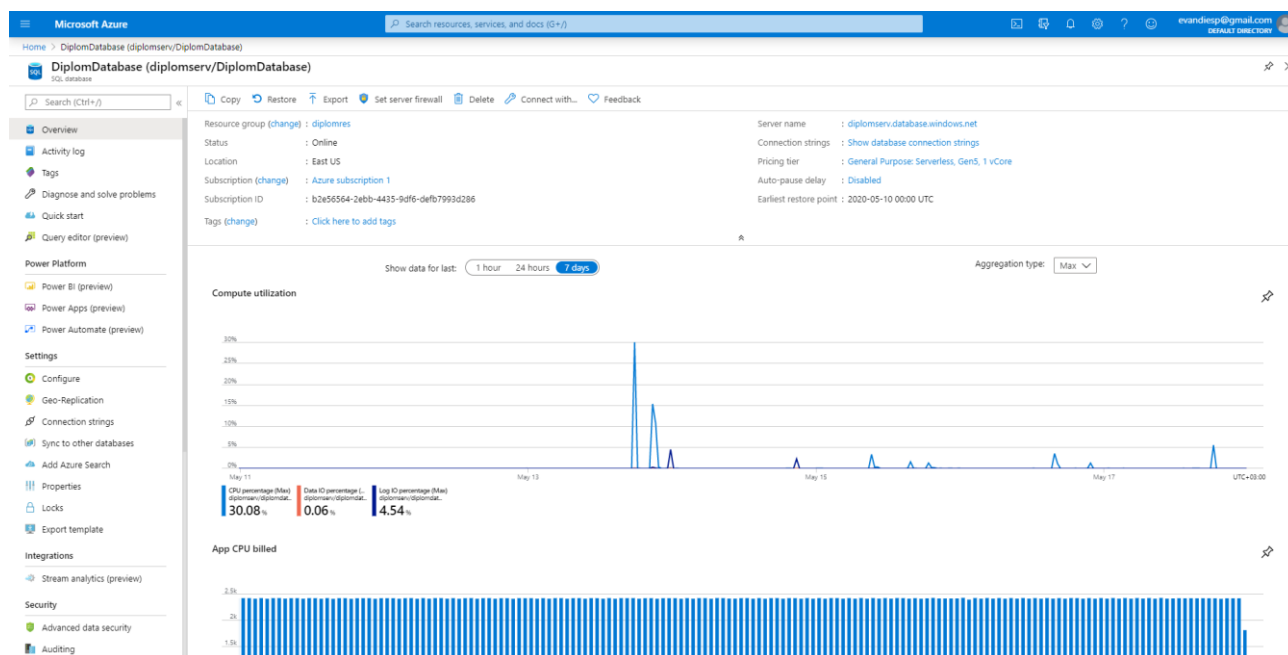 Microsoft Azure
Search resources, services, and docs (G+/)
evandiesp@gmail.com
DEFAULT DIRECTORY
Home > DiplomDatabase (diplomserv/DiplomDatabase)
DiplomDatabase (diplomserv/DiplomDatabase)
SQL database
Search (Ctrl+/)
Copy Restore Export Set server firewall Delete Connect with... Feedback
Overview
Activity log
Tags
Diagnose and solve problems
Quick start
Query editor (preview)
Power Platform
Power BI (preview)
Power Apps (preview)
Power Automate (preview)
Settings
Configure
Geo-Replication
Connection strings
Sync to other databases
Add Azure Search
Properties
Locks
Export template
Integrations
Stream analytics (preview)
Security
Advanced data security
Auditing
Resource group (change) : diplomres
Status : Online
Location : East US
Subscription (change) : Azure subscription 1
Subscription ID : b2e56564-2ebb-4435-9df6-defb7993d286
Tags (change) : Click here to add tags
Server name : diplomserv.database.windows.net
Connection strings : Show database connection strings
Pricing tier : General Purpose: Serverless, Gen5, 1 vCore
Auto-pause delay : Disabled
Earliest restore point : 2020-05-10 00:00 UTC
Show data for last: 1 hour 24 hours 7 days
Aggregation type: Max
Compute utilization
30%
25%
20%
15%
10%
5%
0%
May 11 May 13 May 15 May 17 UTC+03:00
CPU percentage (Max)
diplomserv/diplomdat...
30.08 %
Data IO percentage (...
diplomserv/diplomdat...
0.06 %
Log IO percentage (Max)
diplomserv/diplomdat...
4.54 %
App CPU billed
2.5k
2k
1.5k